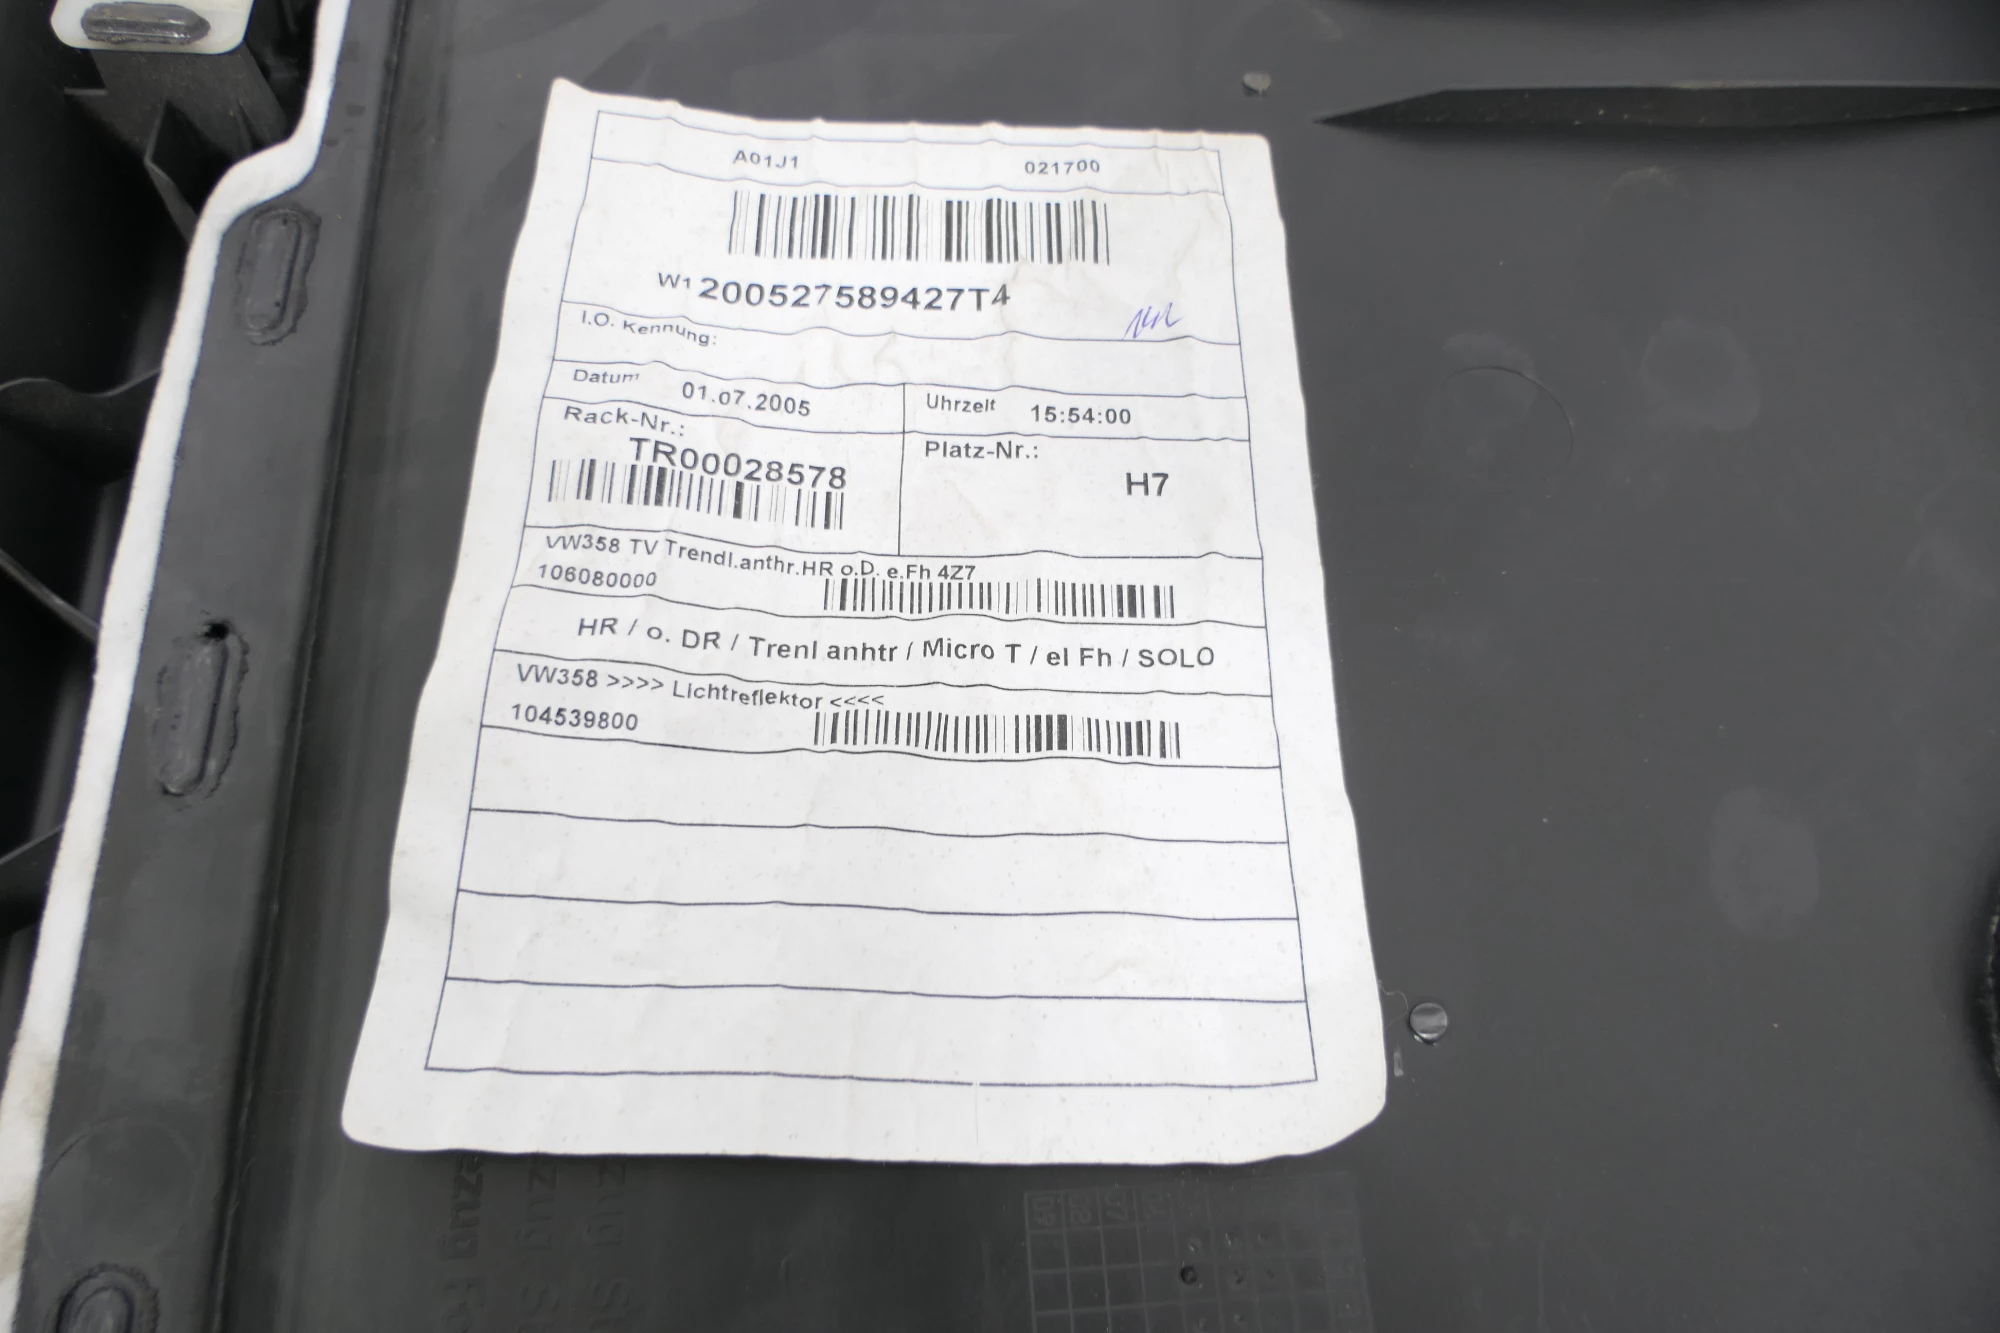 A01J1 021700
W1 200527589427T4
I.O. Kennung:
Datum 01.07.2005 Uhrzeit 15:54:00
Rack-Nr.: Platz-Nr.:
TR00028578 H7
VW358 TV Trendl.anthr.HR o.D. e.Fh 4Z7
106080000
HR / o. DR / Trenl anhtr / Micro T / el Fh / SOLO
VW358 >>>> Lichtreflektor <<<<
104539800